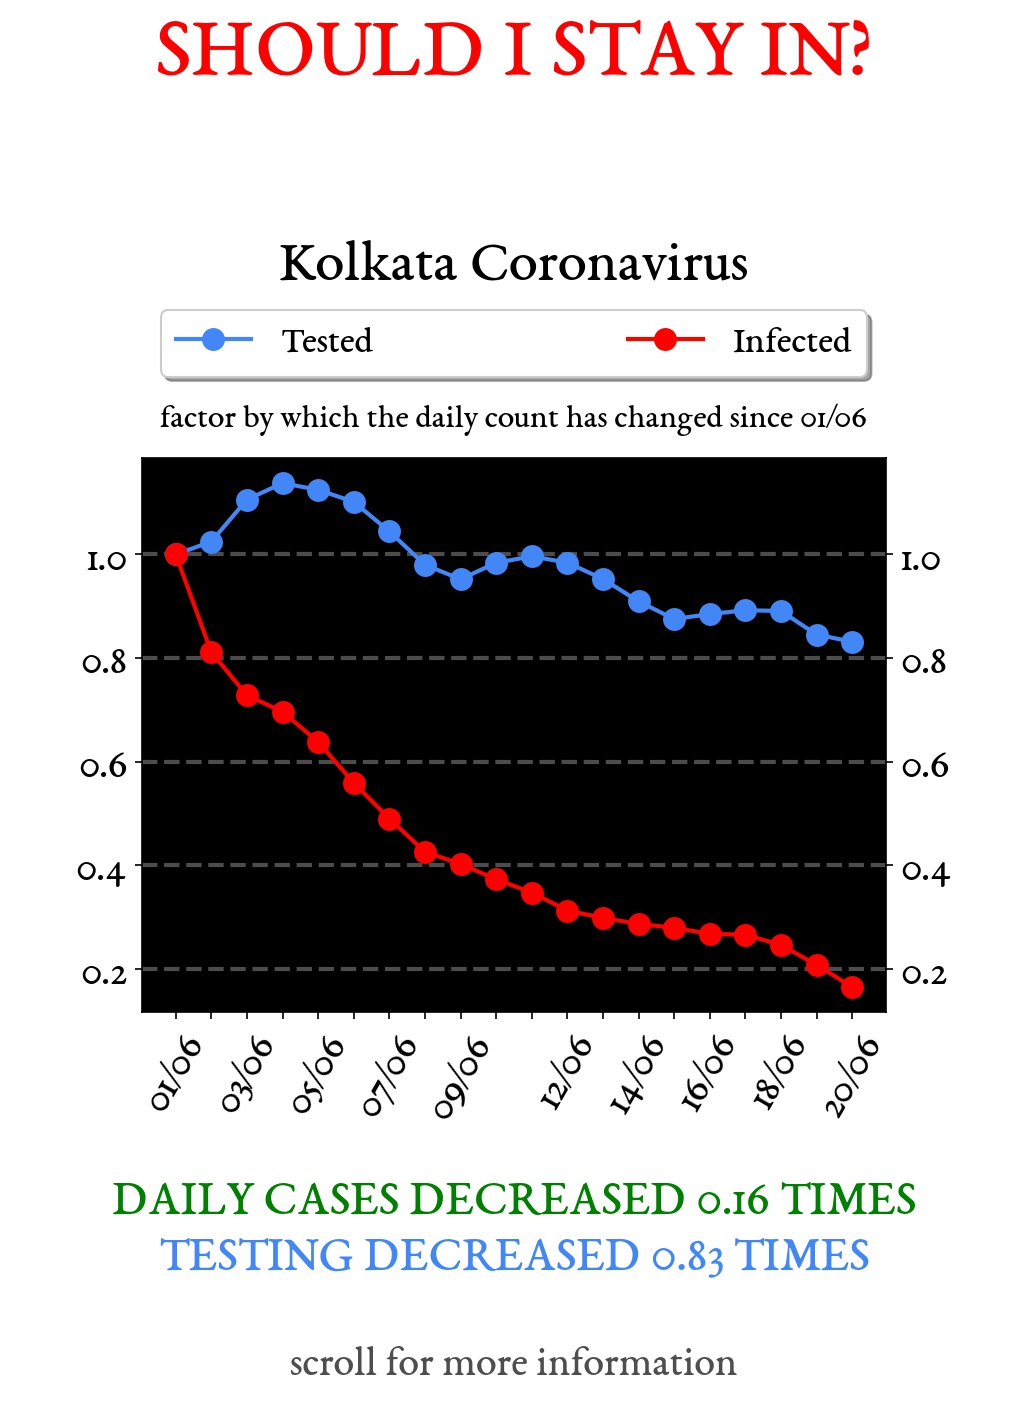 SHOULD I STAY IN?
Kolkata Coronavirus
Tested Infected
factor by which the daily count has changed since 01/06
1.0 1.0
0.8 0.8
0.6 0.6
0.4 0.4
0.2 0.2
01/06 03/06 05/06 07/06 09/06 12/06 14/06 16/06 18/06 20/06
DAILY CASES DECREASED 0.16 TIMES
TESTING DECREASED 0.83 TIMES
scroll for more information